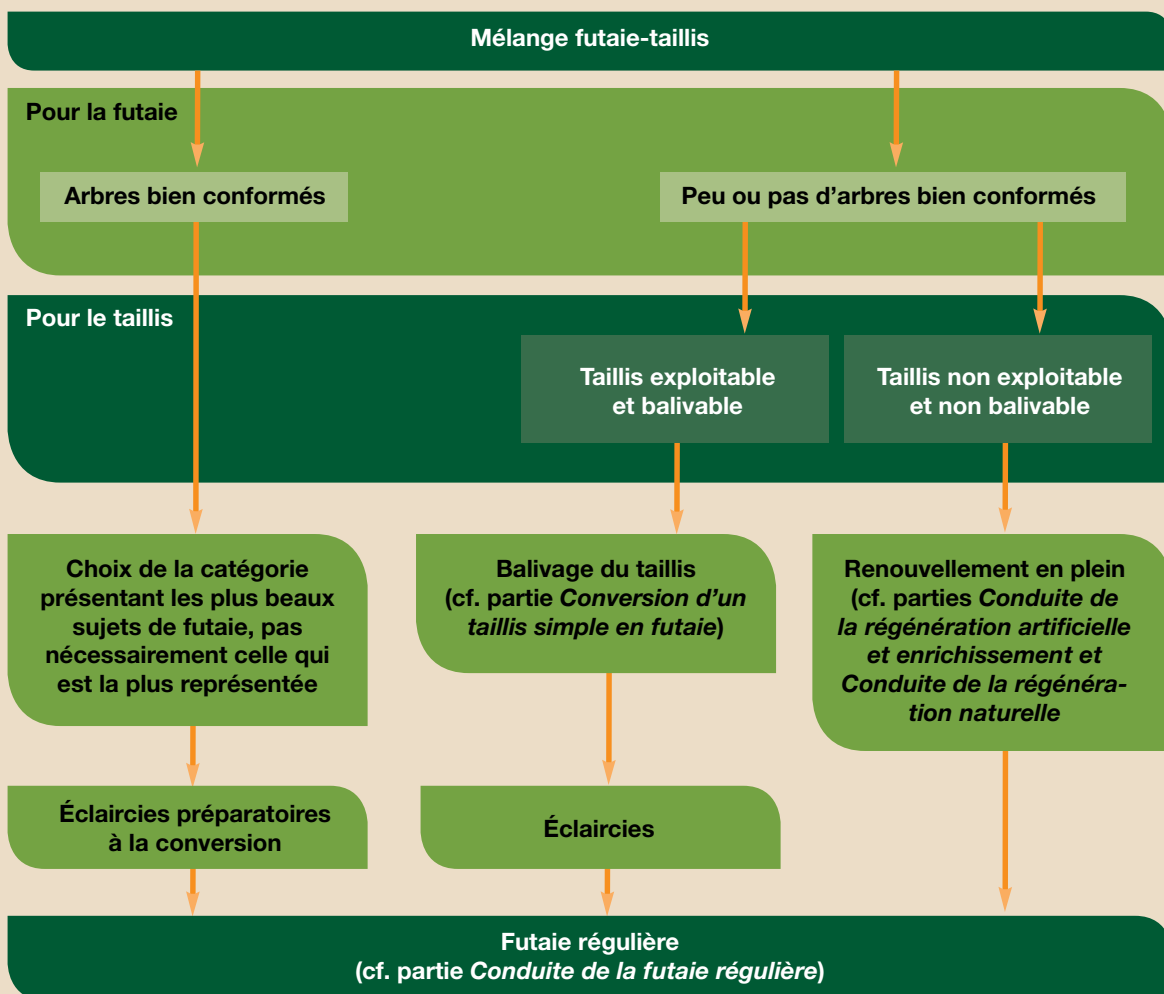 Mélange futaie-taillis
Pour la futaie
Arbres bien conformés
Peu ou pas d'arbres bien conformés
Pour le taillis
Taillis exploitable
et balivable
Taillis non exploitable
et non balivable
Choix de la catégorie
présentant les plus beaux
sujets de futaie, pas
nécessairement celle qui
est la plus représentée
Balivage du taillis
(cf. partie Conversion d'un
taillis simple en futaie)
Renouvellement en plein
(cf. parties Conduite de
la régénération artificielle
et enrichissement et
Conduite de la régénéra-
tion naturelle
Éclaircies préparatoires
à la conversion
Éclaircies
Futaie régulière
(cf. partie Conduite de la futaie régulière)